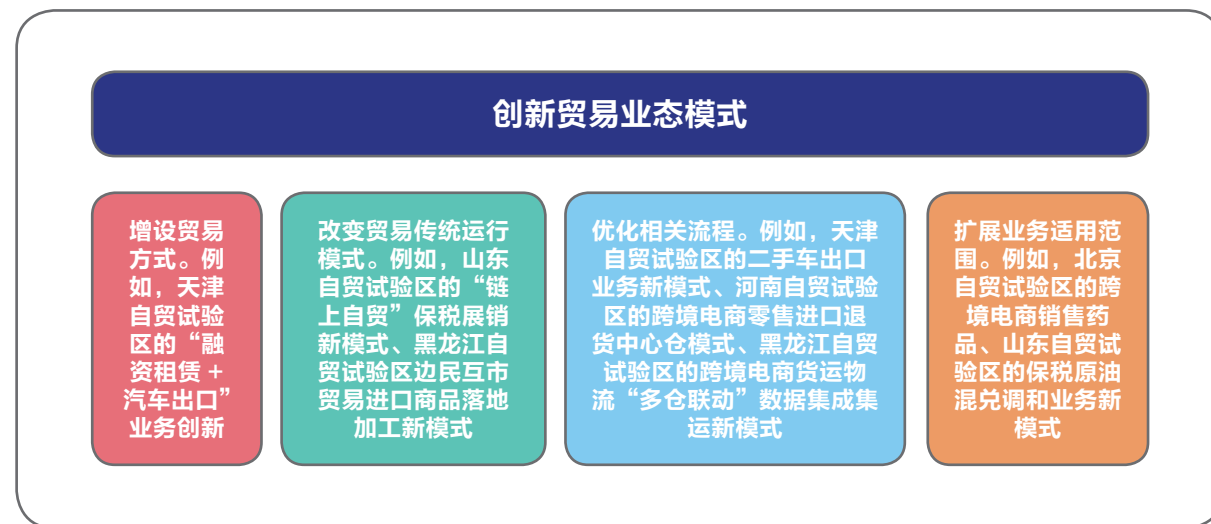 创新贸易业态模式
增设贸易
方式。例
如，天津
自贸试验
区的“融
资租赁 +
汽车出口”
业务创新
改变贸易传统运行
模式。例如，山东
自贸试验区的“链
上自贸”保税展销
新模式、黑龙江自
贸试验区边民互市
贸易进口商品落地
加工新模式
优化相关流程。例如，天津
自贸试验区的二手车出口
业务新模式、河南自贸试验
区的跨境电商零售进口退
货中心仓模式、黑龙江自贸
试验区的跨境电商货运物
流“多仓联动”数据集成集
运新模式
扩展业务适用范
围。例如，北京
自贸试验区的跨
境电商销售药
品、山东自贸试
验区的保税原油
混兑调和业务新
模式